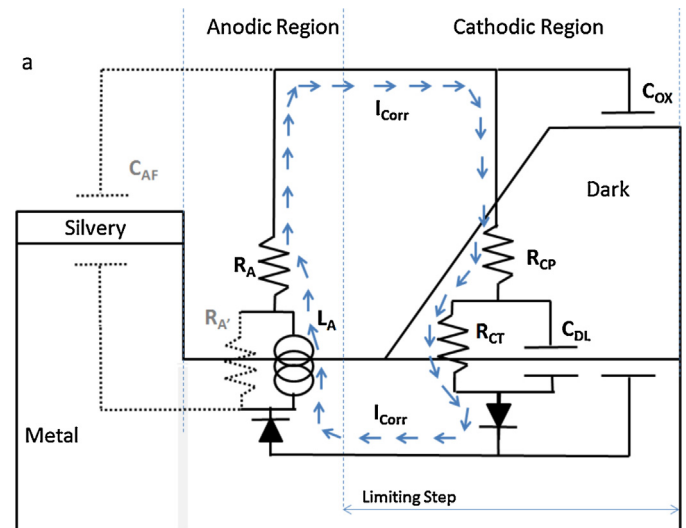 Anodic Region
Cathodic Region
a
I_Corr
C_OX
C_AF
Dark
Silvery
R_A
R_CP
R_A'
L_A
R_CT
C_DL
I_Corr
Metal
Limiting Step